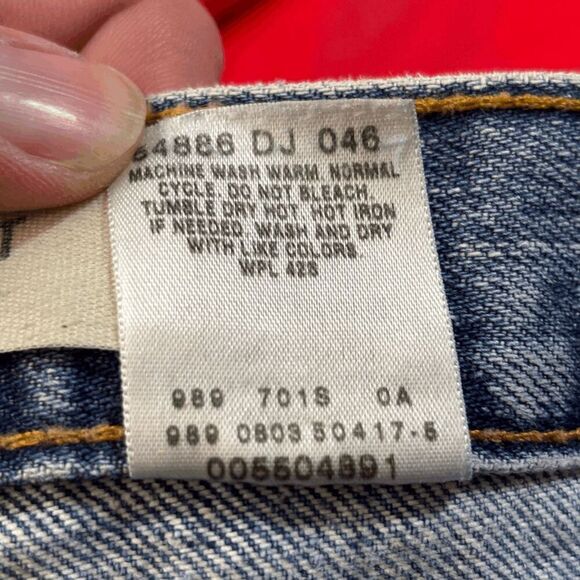 54886 DJ 046
MACHINE WASH WARM, NORMAL
CYCLE. DO NOT BLEACH.
TUMBLE DRY HOT. HOT IRON
IF NEEDED. WASH AND DRY
WITH LIKE COLORS.
WPL 423
989 701S 0A
989 0803 50417-5
005504891